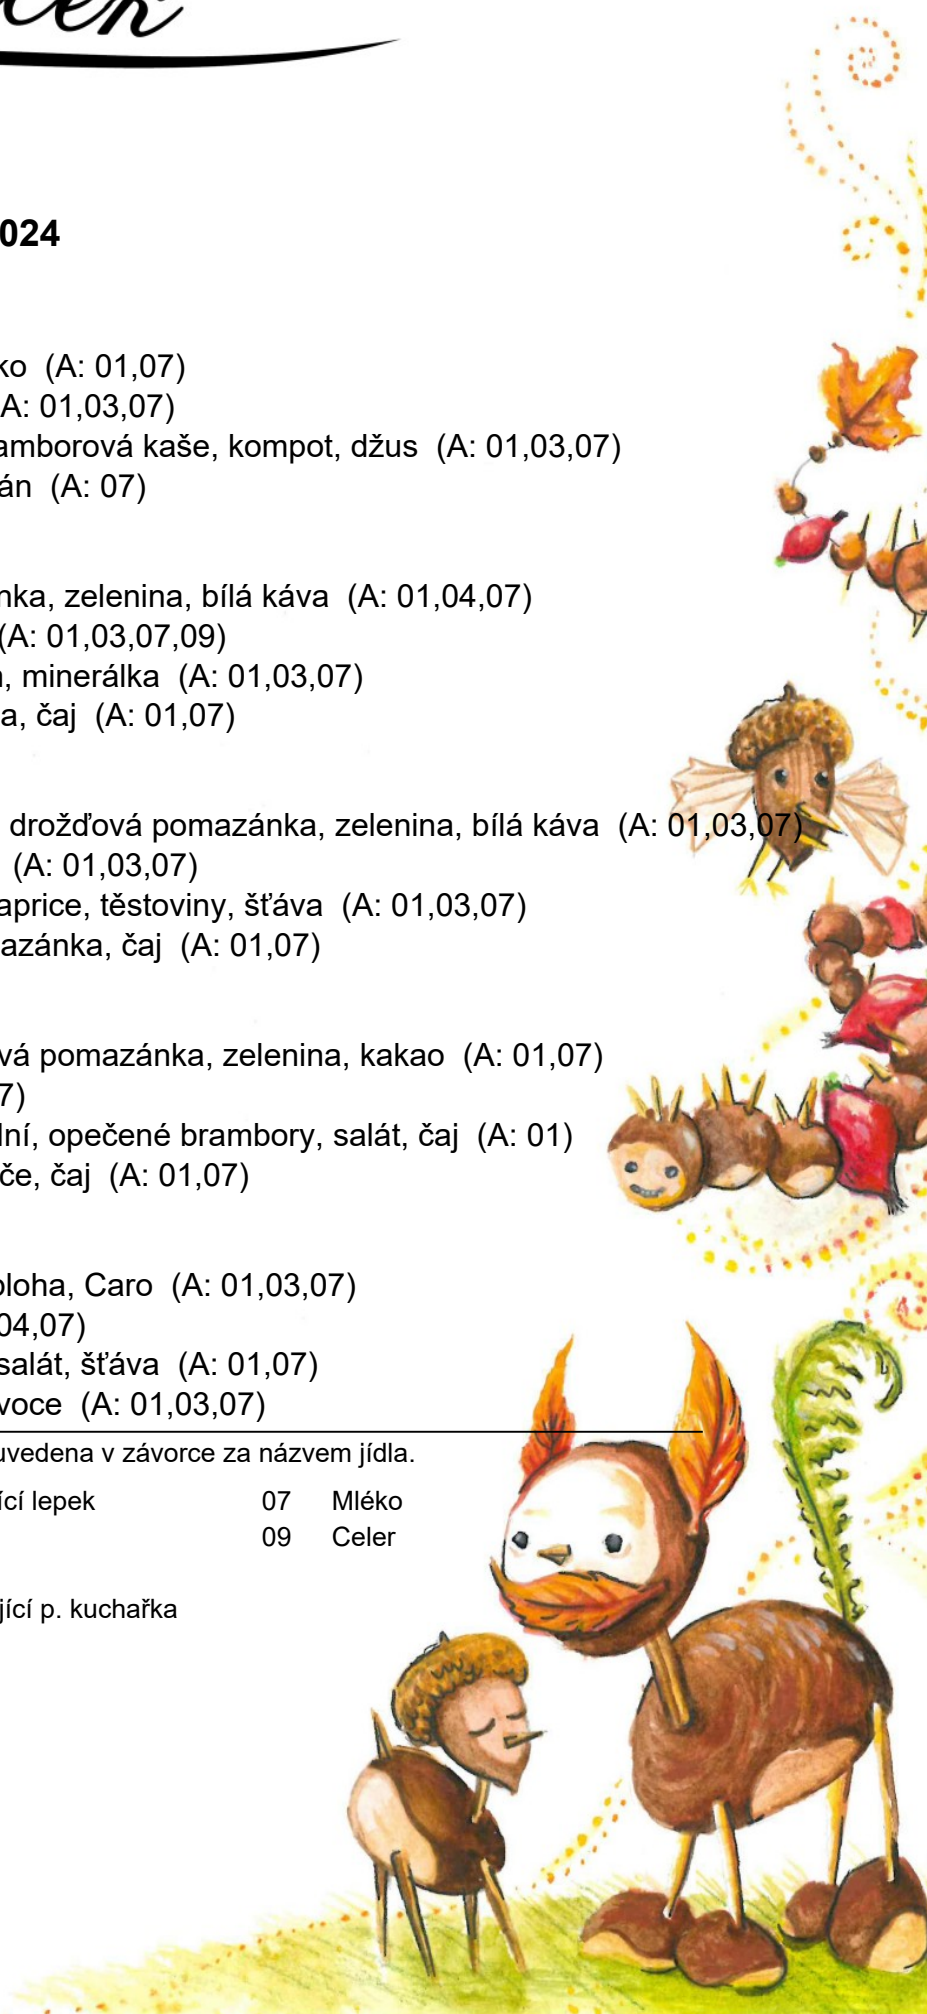 024
(A: 01,07)
(A: 01,03,07)
kaše, kompot, džus (A: 01,03,07)
(A: 07)
zelenina, bílá káva (A: 01,04,07)
(A: 01,03,07,09)
minerálka (A: 01,03,07)
čaj (A: 01,07)
drožďová pomazánka, zelenina, bílá káva (A: 01,03,07)
(A: 01,03,07)
aprice, těstoviny, šťáva (A: 01,03,07)
azánka, čaj (A: 01,07)
vá pomazánka, zelenina, kakao (A: 01,07)
7)
lní, opečené brambory, salát, čaj (A: 01)
če, čaj (A: 01,07)
loha, Caro (A: 01,03,07)
04,07)
salát, šťáva (A: 01,07)
voce (A: 01,03,07)
uvedena v závorce za názvem jídla.
ící lepek 07 Mléko
09 Celer
jící p. kuchařka